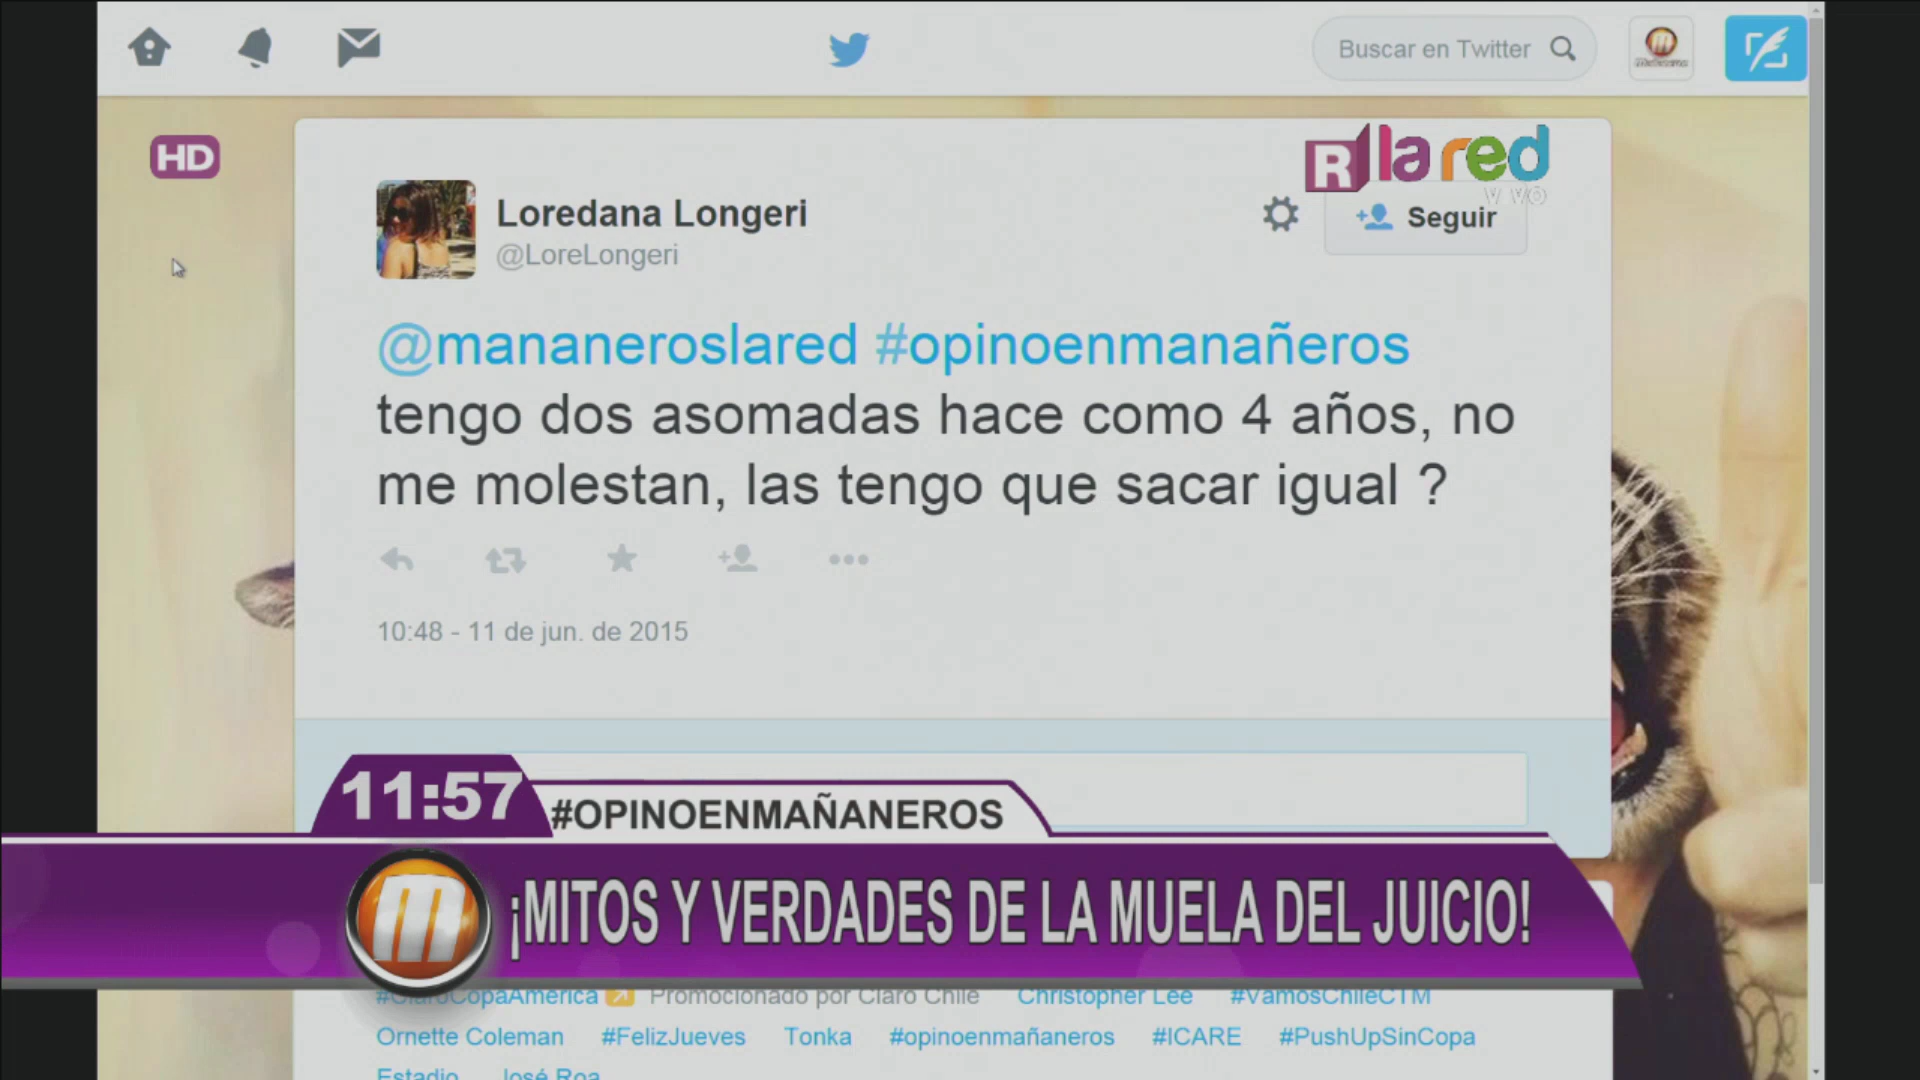 Buscar en Twitter
HD
R la red
VIVO
Loredana Longeri
@LoreLongeri
Seguir
@mananeroslared #opinoenmanañeros
tengo dos asomadas hace como 4 años, no
me molestan, las tengo que sacar igual ?
10:48 - 11 de jun. de 2015
11:57
#OPINOENMAÑANEROS
m
¡MITOS Y VERDADES DE LA MUELA DEL JUICIO!
#ClaroCopaAmerica Promocionado por Claro Chile Christopher Lee #VamosChileCTM
Ornette Coleman #FelizJueves Tonka #opinoenmañaneros #ICARE #PushUpSinCopa
Estadio José Roa